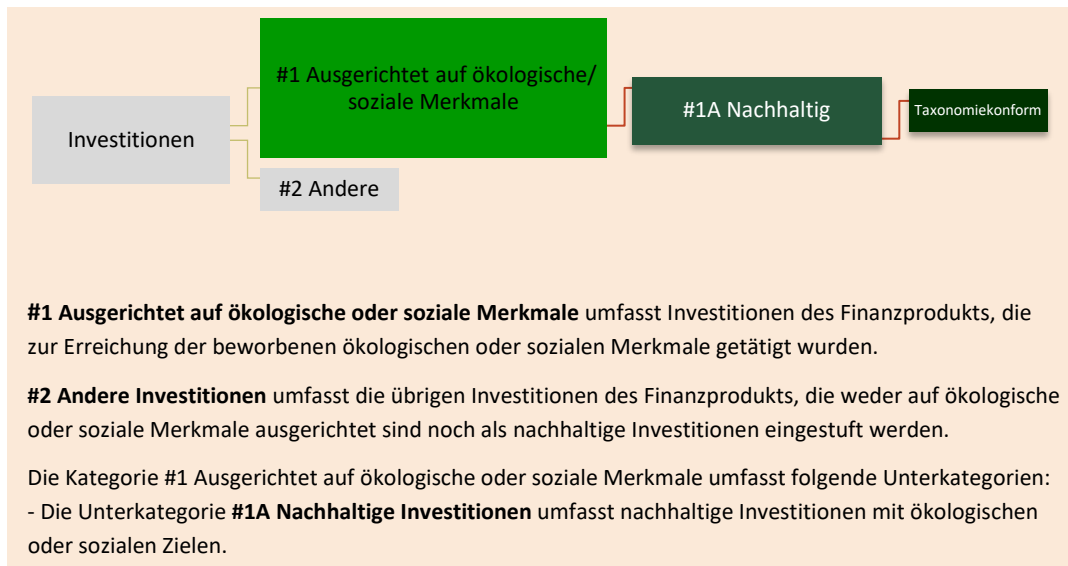 #1 Ausgerichtet auf ökologische/
soziale Merkmale
#1A Nachhaltig
Taxonomiekonform
Investitionen
#2 Andere
#1 Ausgerichtet auf ökologische oder soziale Merkmale umfasst Investitionen des Finanzprodukts, die
zur Erreichung der beworbenen ökologischen oder sozialen Merkmale getätigt wurden.
#2 Andere Investitionen umfasst die übrigen Investitionen des Finanzprodukts, die weder auf ökologische
oder soziale Merkmale ausgerichtet sind noch als nachhaltige Investitionen eingestuft werden.
Die Kategorie #1 Ausgerichtet auf ökologische oder soziale Merkmale umfasst folgende Unterkategorien:
- Die Unterkategorie #1A Nachhaltige Investitionen umfasst nachhaltige Investitionen mit ökologischen
oder sozialen Zielen.